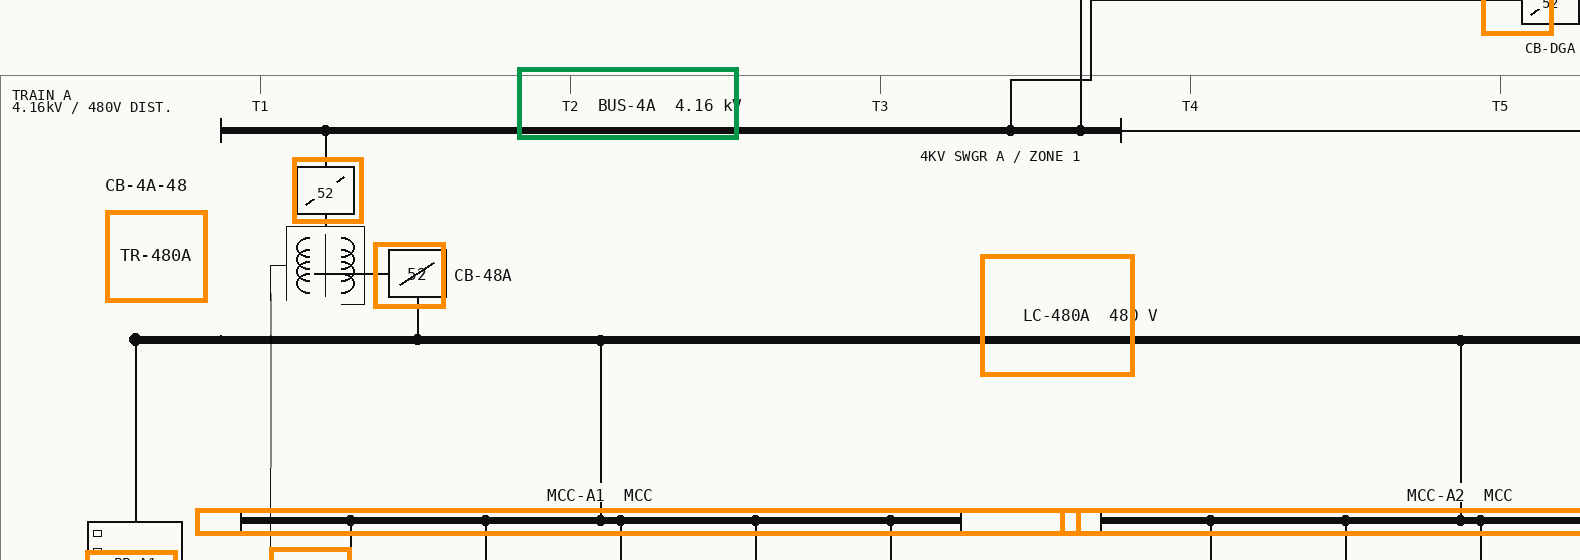 52
CB-DGA
TRAIN A
4.16kV / 480V DIST.
T1
T2
BUS-4A  4.16 kV
T3
T4
T5
4KV SWGR A / ZONE 1
CB-4A-48
52
TR-480A
52
CB-48A
LC-480A  480 V
MCC-A1  MCC
MCC-A2  MCC